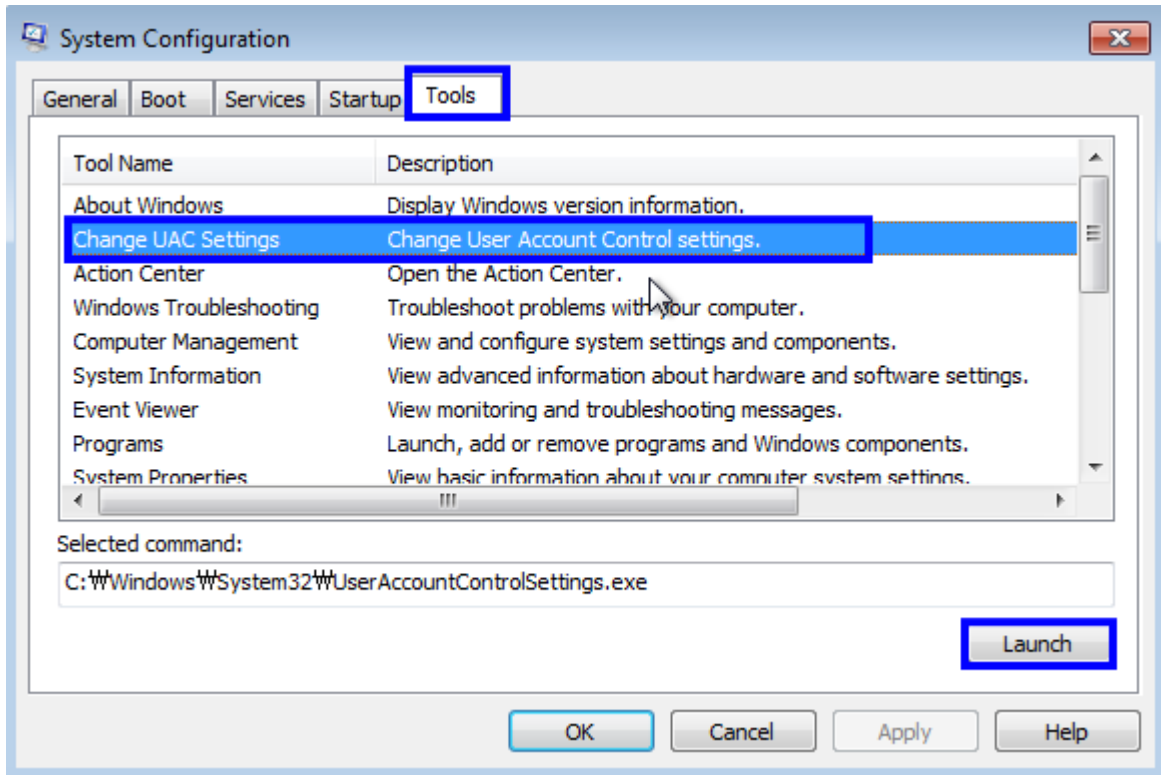 System Configuration
General Boot Services Startup Tools
Tool Name Description
About Windows Display Windows version information.
Change UAC Settings Change User Account Control settings.
Action Center Open the Action Center.
Windows Troubleshooting Troubleshoot problems with your computer.
Computer Management View and configure system settings and components.
System Information View advanced information about hardware and software settings.
Event Viewer View monitoring and troubleshooting messages.
Programs Launch, add or remove programs and Windows components.
System Properties View basic information about your computer system settings.
Selected command:
C:₩Windows₩System32₩UserAccountControlSettings.exe
Launch
OK Cancel Apply Help